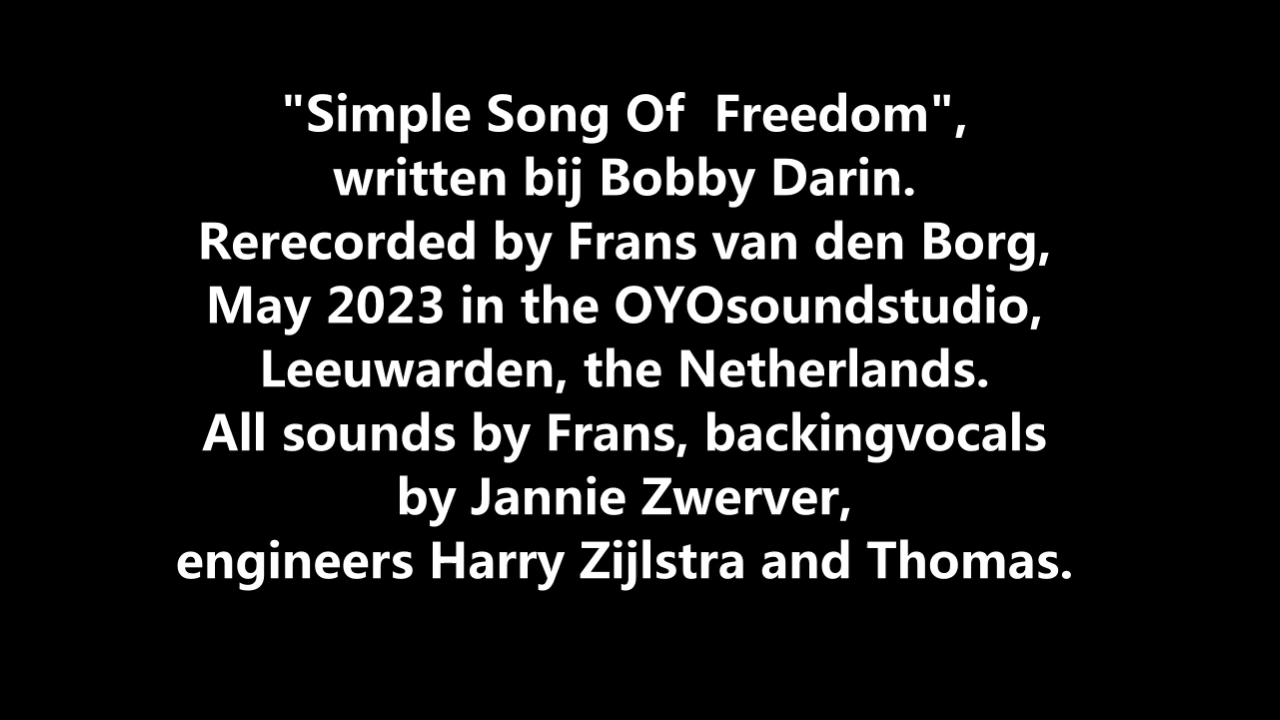 "Simple Song Of  Freedom",
written bij Bobby Darin.
Rerecorded by Frans van den Borg,
May 2023 in the OYOsoundstudio,
Leeuwarden, the Netherlands.
All sounds by Frans, backingvocals
by Jannie Zwerver,
engineers Harry Zijlstra and Thomas.